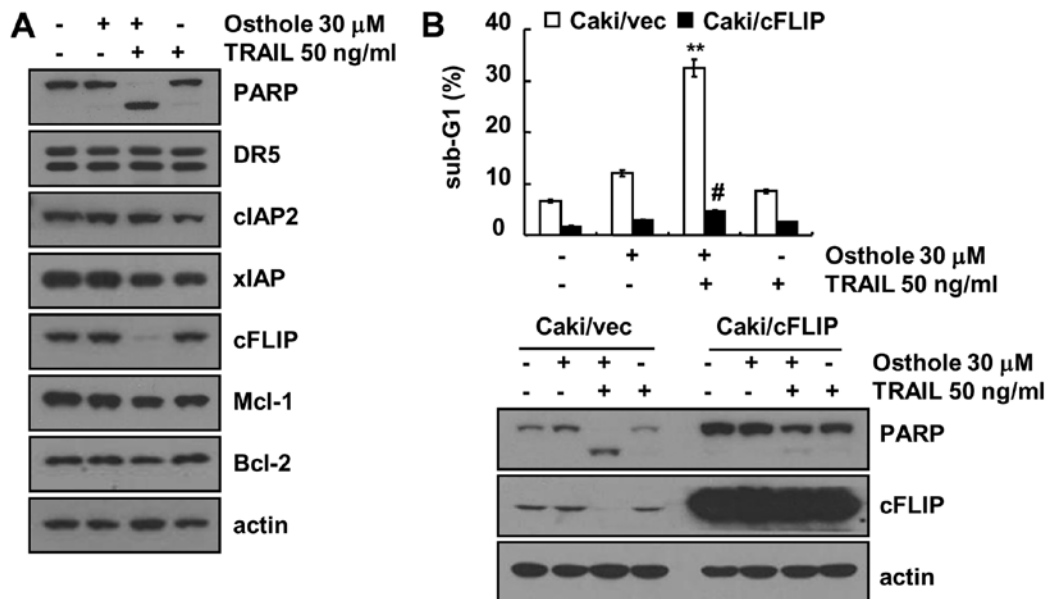 A
- + + - Osthole 30 μM
- - + + TRAIL 50 ng/ml
PARP
DR5
cIAP2
xIAP
cFLIP
Mcl-1
Bcl-2
actin
B
Caki/vec Caki/cFLIP
sub-G1 (%)
40
30
20
10
0
**
#
- + + - Osthole 30 μM
- - + + TRAIL 50 ng/ml
Caki/vec Caki/cFLIP
- + + - - + + - Osthole 30 μM
- - + + - - + + TRAIL 50 ng/ml
PARP
cFLIP
actin